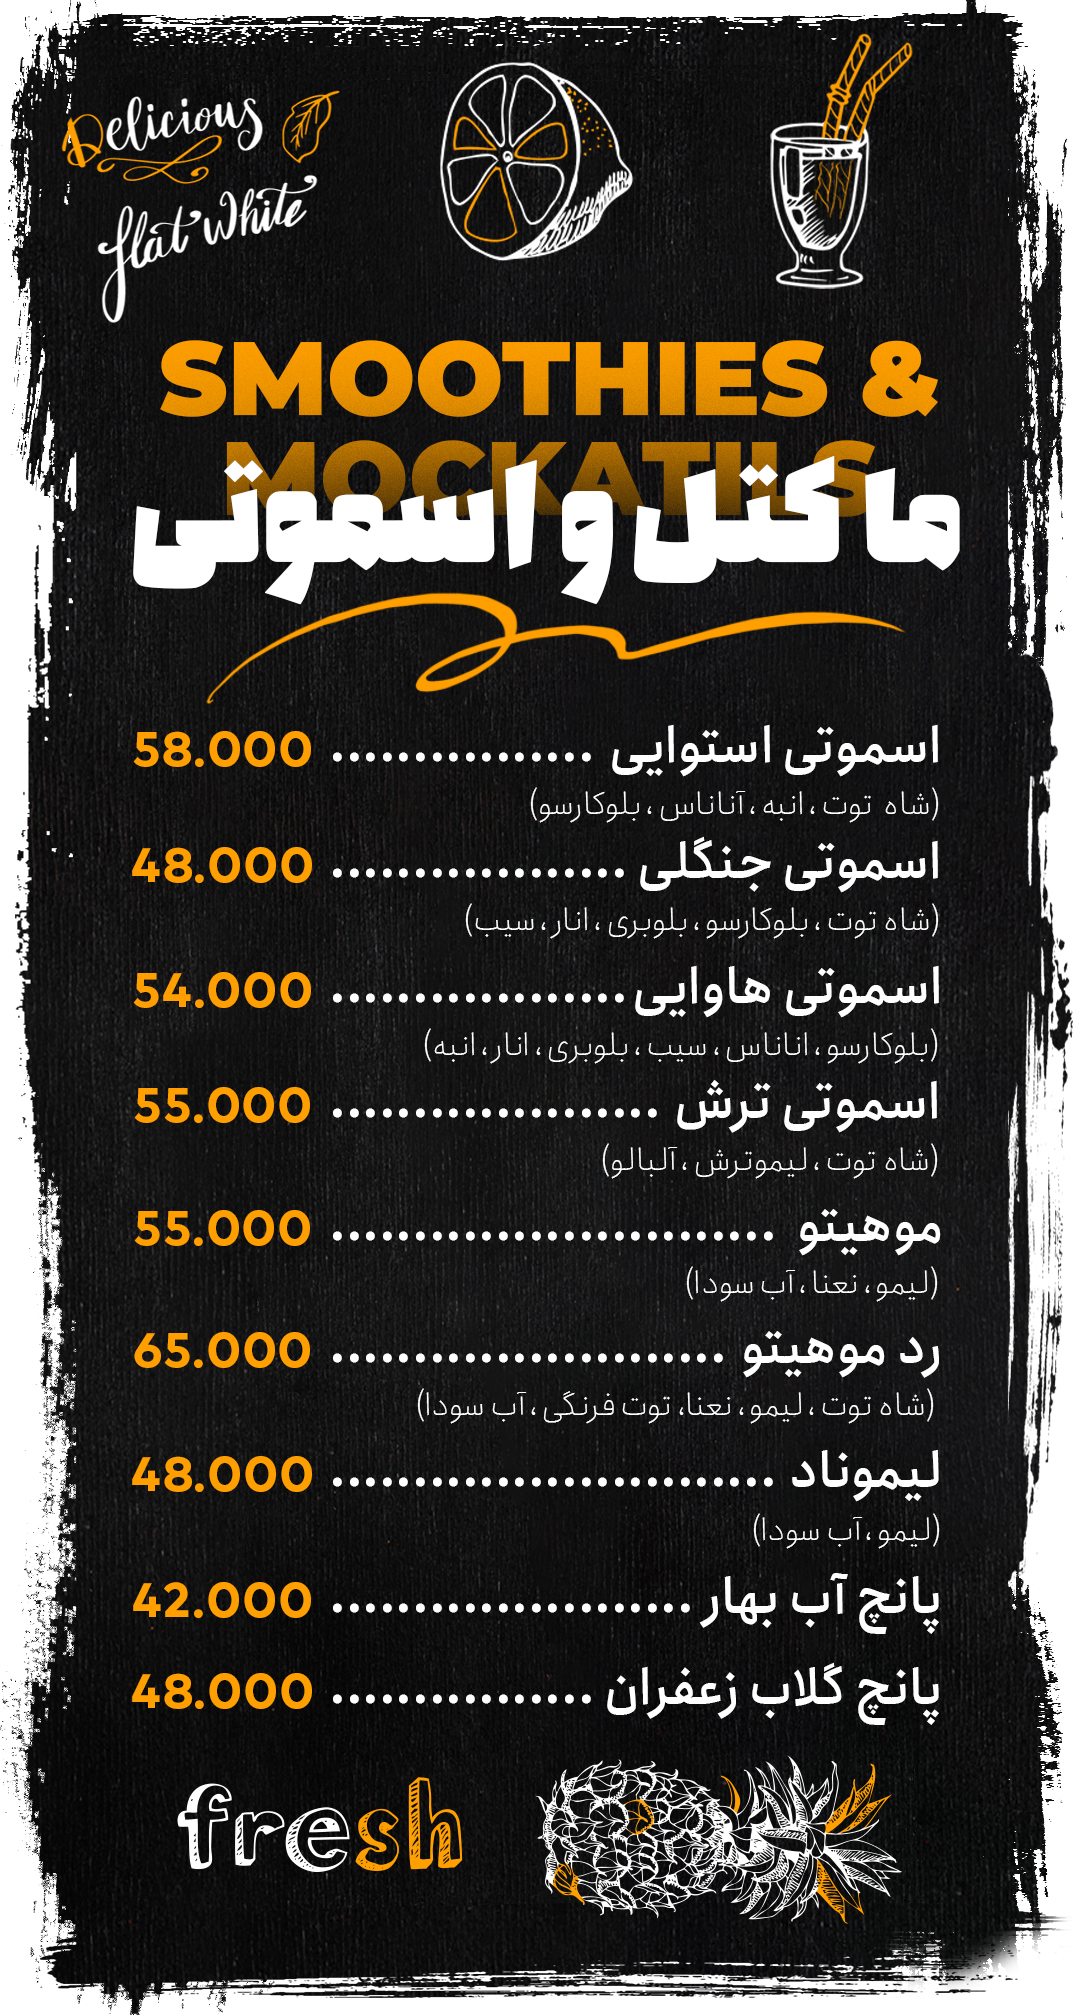 Delicious
flat White
SMOOTHIES &
MOCKATILS
ماکتل و اسموتی
اسموتی استوایی ................ 58.000
(شاه توت ، انبه ، آناناس ، بلوکارسو)
اسموتی جنگلی .................. 48.000
(شاه توت ، بلوکارسو ، بلوبری ، انار ، سیب)
اسموتی هاوایی .................. 54.000
(بلوکارسو ، اناناس ، سیب ، بلوبری ، انار ، انبه)
اسموتی ترش .................... 55.000
(شاه توت ، لیموترش ، آلبالو)
موهیتو ........................... 55.000
(لیمو ، نعنا ، آب سودا)
رد موهیتو ........................ 65.000
(شاه توت ، لیمو ، نعنا، توت فرنگی ، آب سودا)
لیموناد ........................... 48.000
(لیمو ، آب سودا)
پانچ آب بهار ...................... 42.000
پانچ گلاب زعفران ................ 48.000
fresh